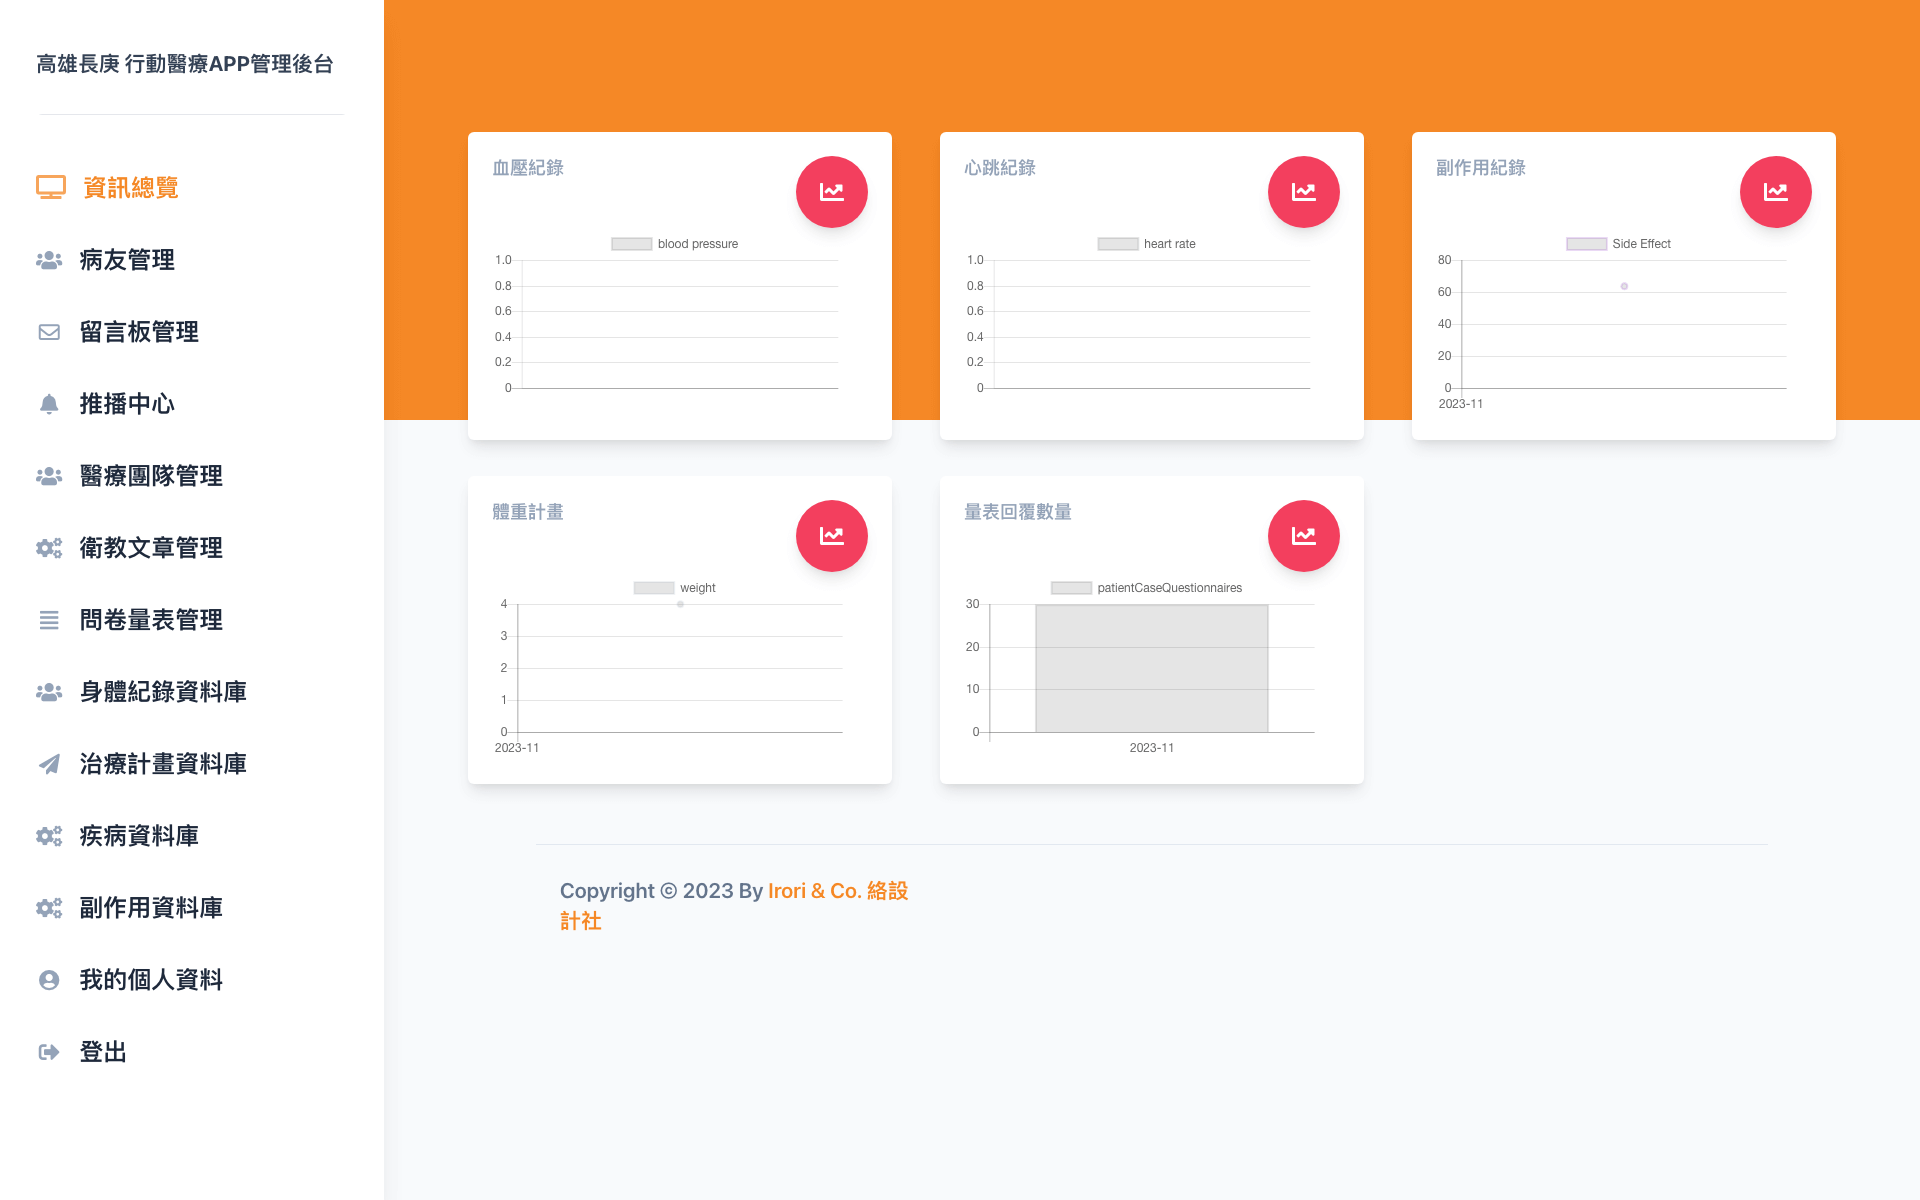 高雄長庚 行動醫療APP管理後台
資訊總覽
病友管理
留言板管理
推播中心
醫療團隊管理
衛教文章管理
問卷量表管理
身體紀錄資料庫
治療計畫資料庫
疾病資料庫
副作用資料庫
我的個人資料
登出
血壓紀錄
blood pressure
1.0
0.8
0.6
0.4
0.2
0
心跳紀錄
heart rate
1.0
0.8
0.6
0.4
0.2
0
副作用紀錄
Side Effect
80
60
40
20
0
2023-11
體重計畫
weight
4
3
2
1
0
2023-11
量表回覆數量
patientCaseQuestionnaires
30
20
10
0
2023-11
Copyright © 2023 By Irori & Co. 絡設
計社